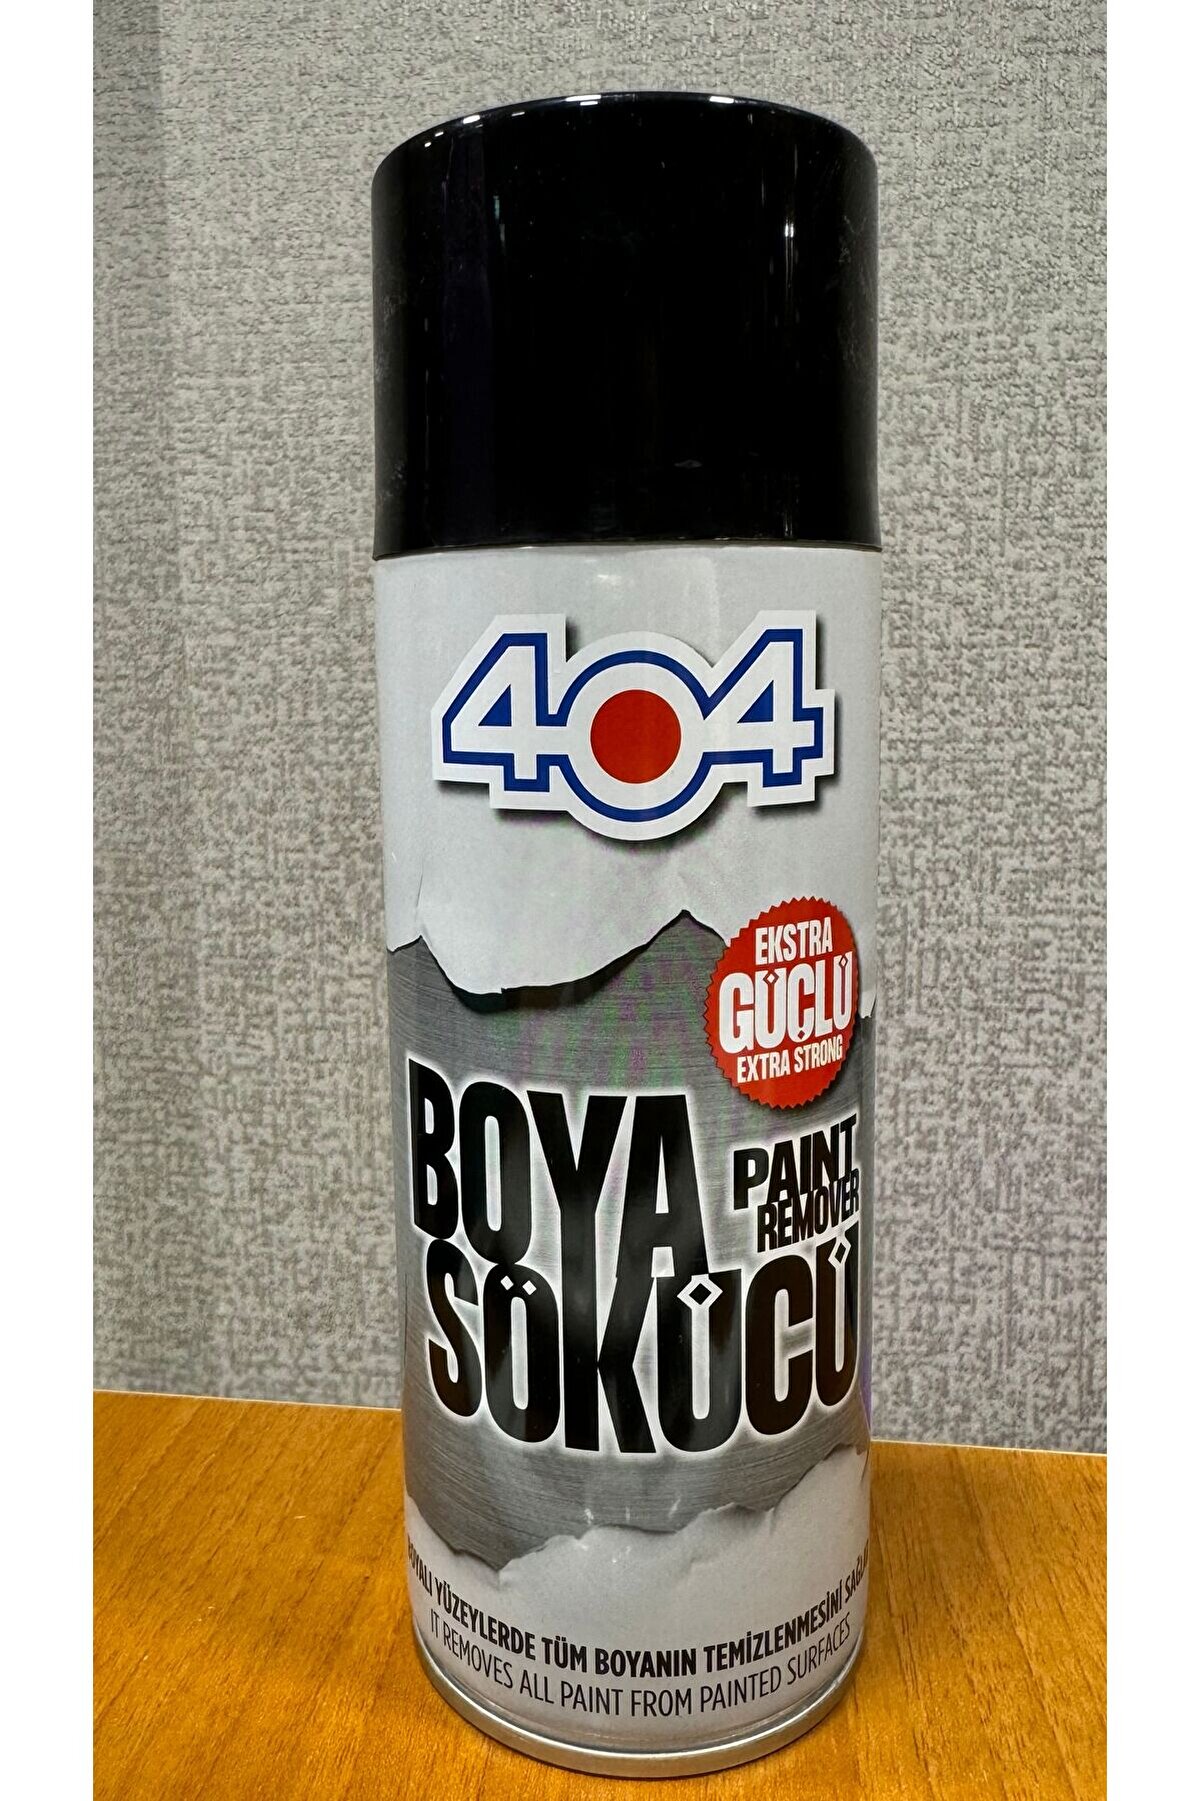 404
EKSTRA
GÜÇLÜ
EXTRA STRONG
BOYA
PAINT
REMOVER
SÖKÜCÜ
BOYALI YÜZEYLERDE TÜM BOYANIN TEMİZLENMESİNİ
IT REMOVES ALL PAINT FROM PAINTED SURFACES